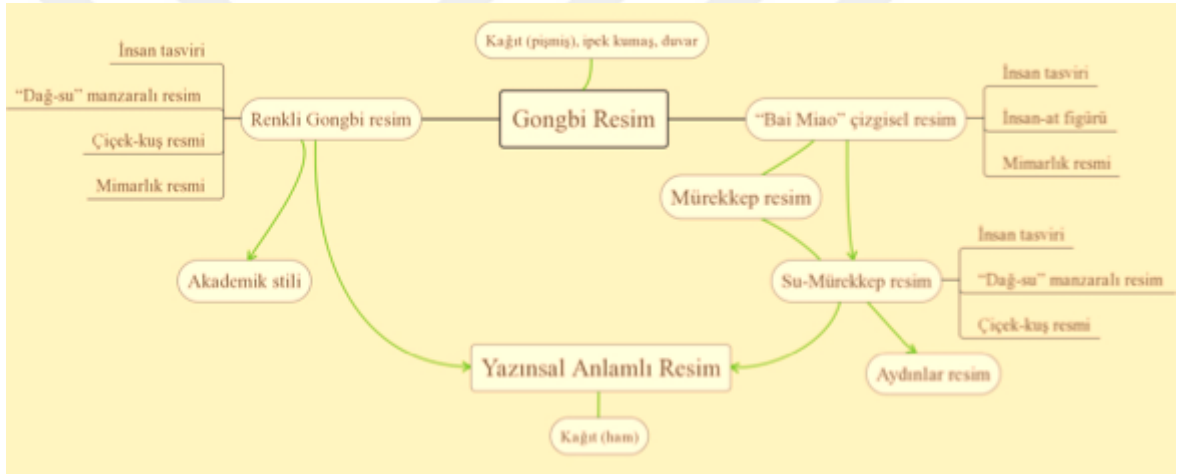 Kağıt (pişmiş), ipek kumaş, duvar
İnsan tasviri
"Dağ-su" manzaralı resim
Çiçek-kuş resmi
Mimarlık resmi
Renkli Gongbi resim
Gongbi Resim
"Bai Miao" çizgisel resim
İnsan tasviri
İnsan-at figürü
Mimarlık resmi
Mürekkep resim
Akademik stili
Su-Mürekkep resim
İnsan tasviri
"Dağ-su" manzaralı resim
Çiçek-kuş resmi
Yazınsal Anlamlı Resim
Aydınlar resim
Kağıt (ham)